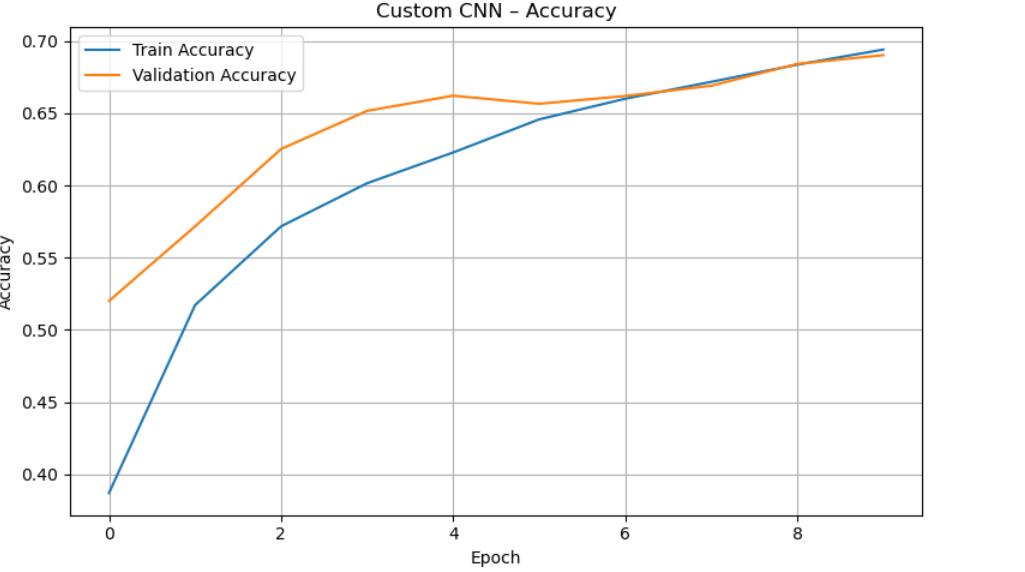 Custom CNN – Accuracy
Train Accuracy
Validation Accuracy
0.70
0.65
0.60
0.55
0.50
0.45
0.40
Accuracy
0 2 4 6 8
Epoch